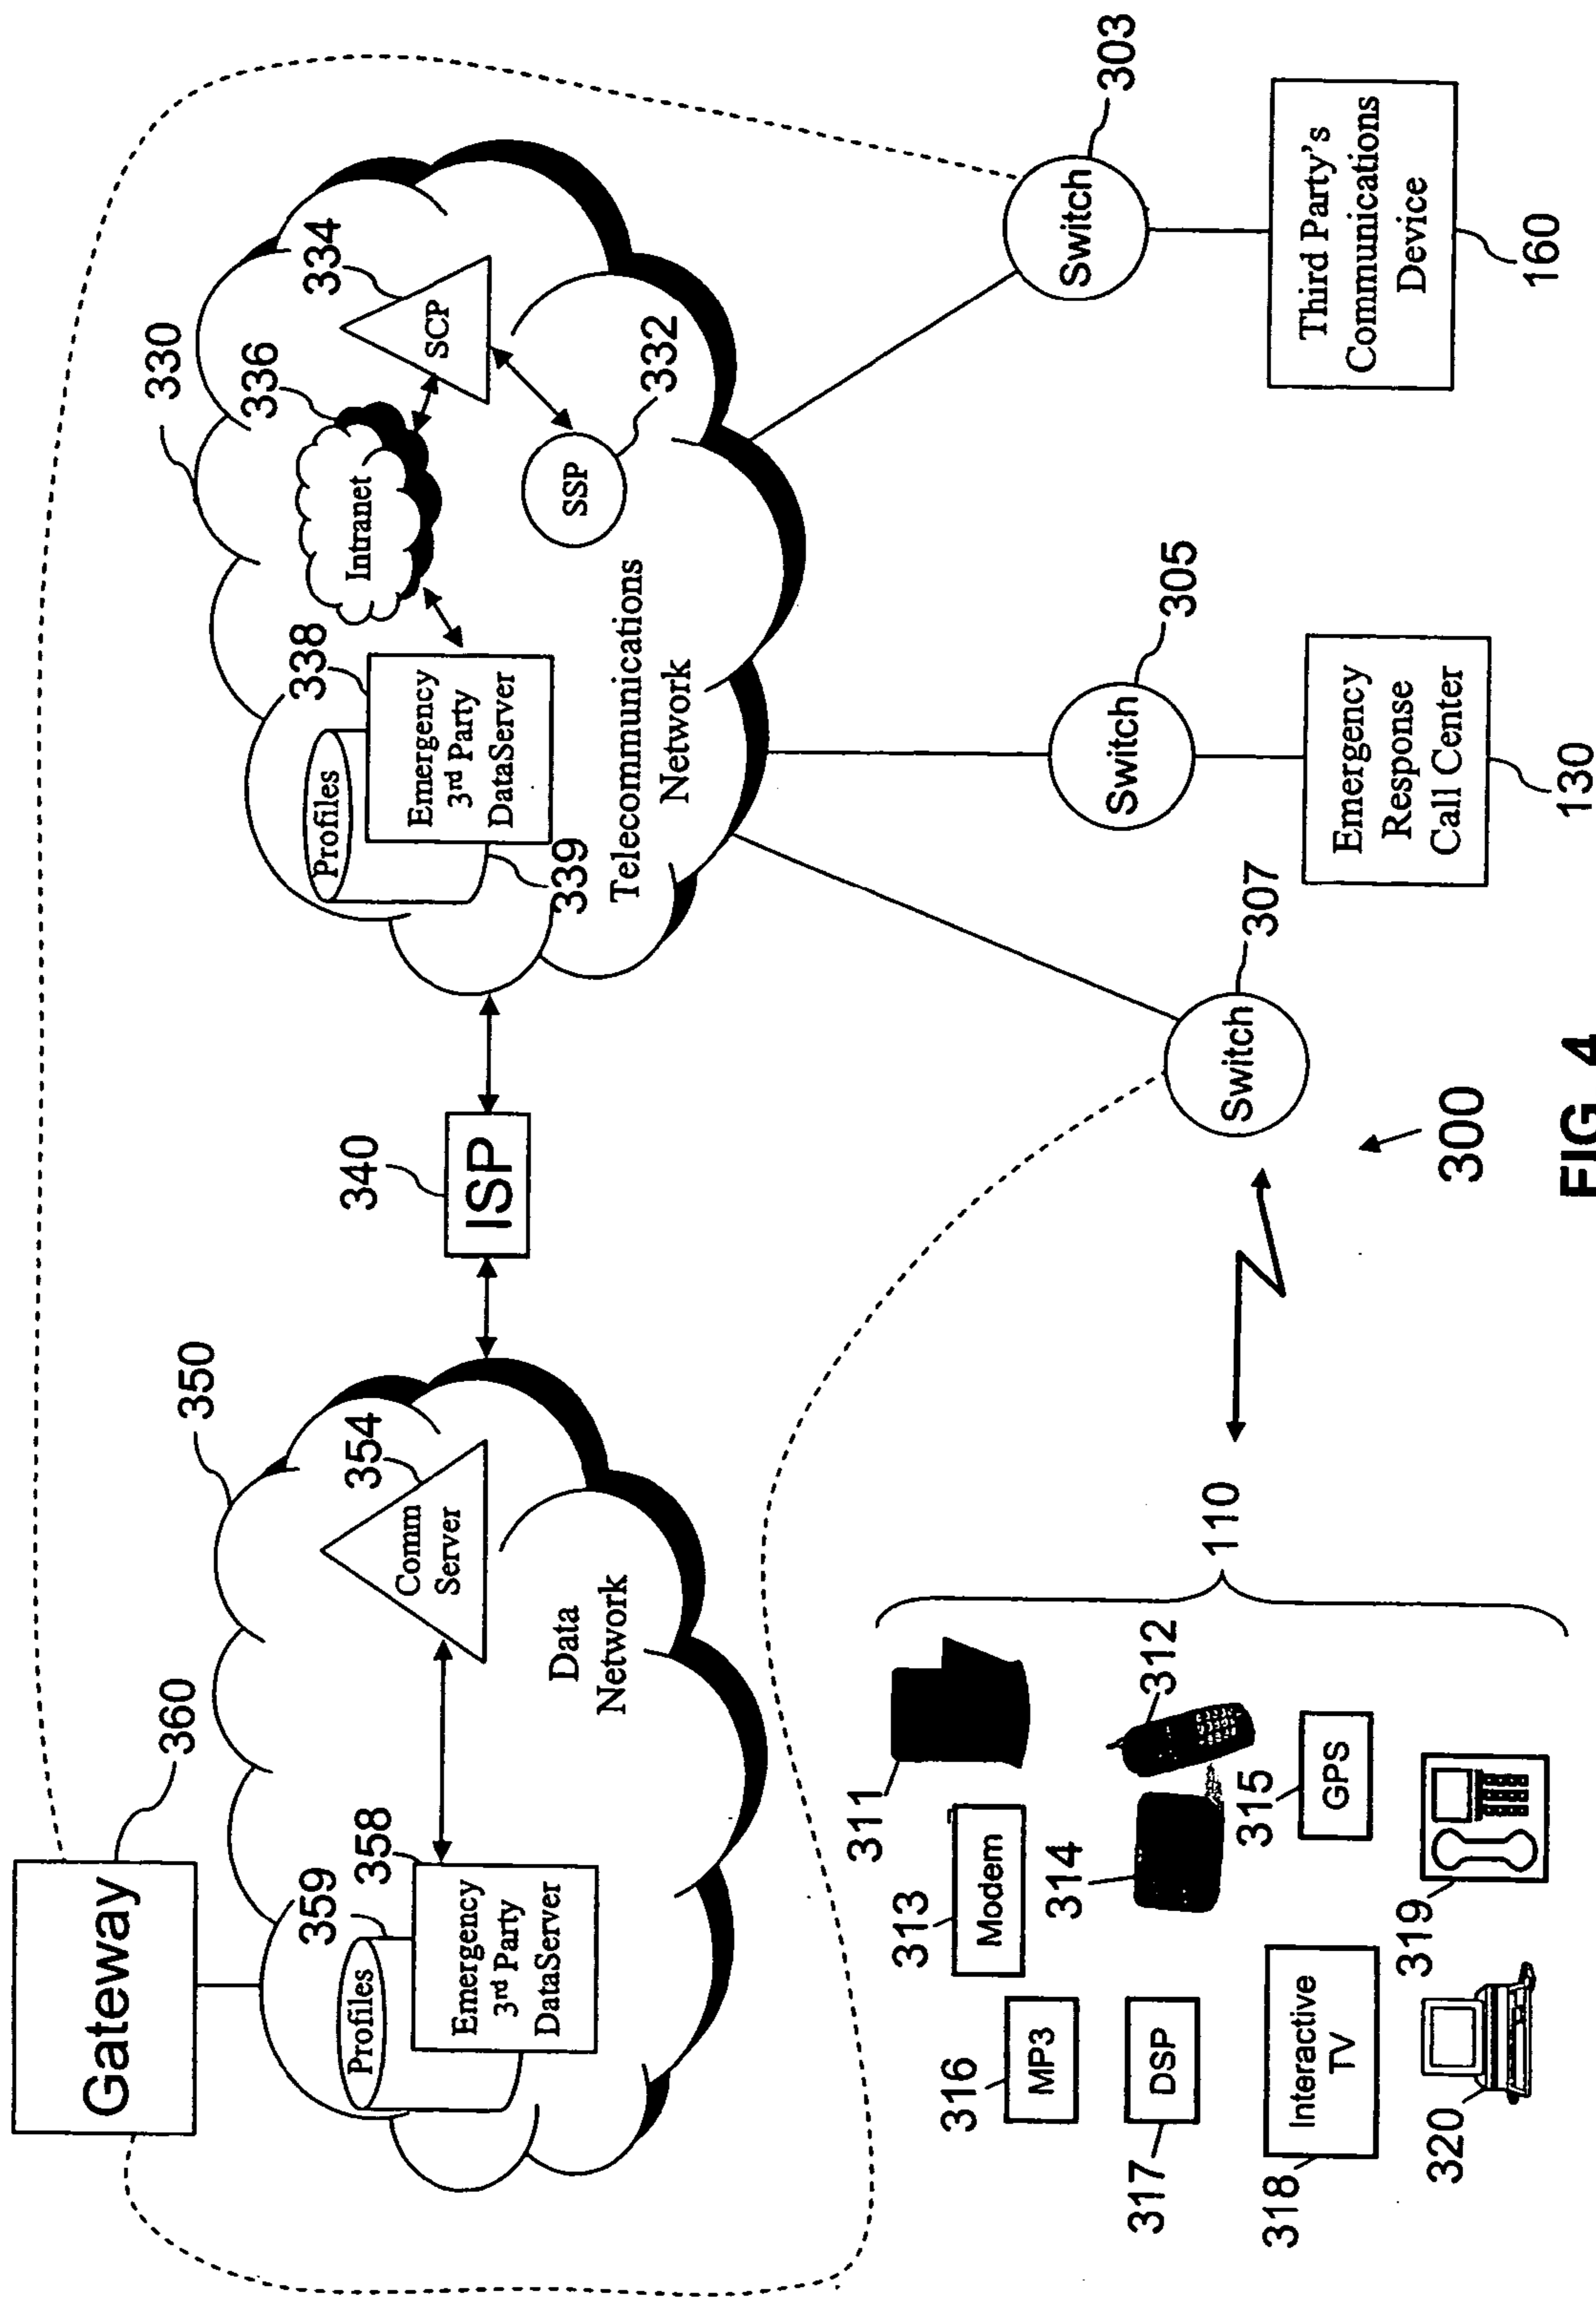 Gateway
360
350
359
Profiles
358
Emergency
3rd Party
DataServer
354
Comm
Server
Data
Network
340
ISP
330
336
334
338
339
Profiles
Emergency
3rd Party
DataServer
Intranet
SCP
SSP
332
Telecommunications
Network
Switch
303
Switch
305
Switch
307
Third Party's
Communications
Device
160
Emergency
Response
Call Center
130
110
311
312
313
Modem
314
315
GPS
316
MP3
317
DSP
318
Interactive
TV
319
320
300
FIG. 4